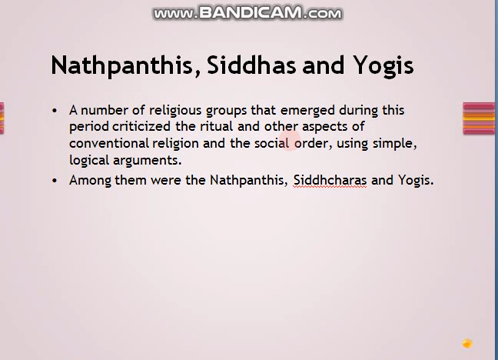 www.BANDICAM.com
Nathpanthis, Siddhas and Yogis
• A number of religious groups that emerged during this
period criticized the ritual and other aspects of
conventional religion and the social order, using simple,
logical arguments.
• Among them were the Nathpanthis, Siddhcharas and Yogis.